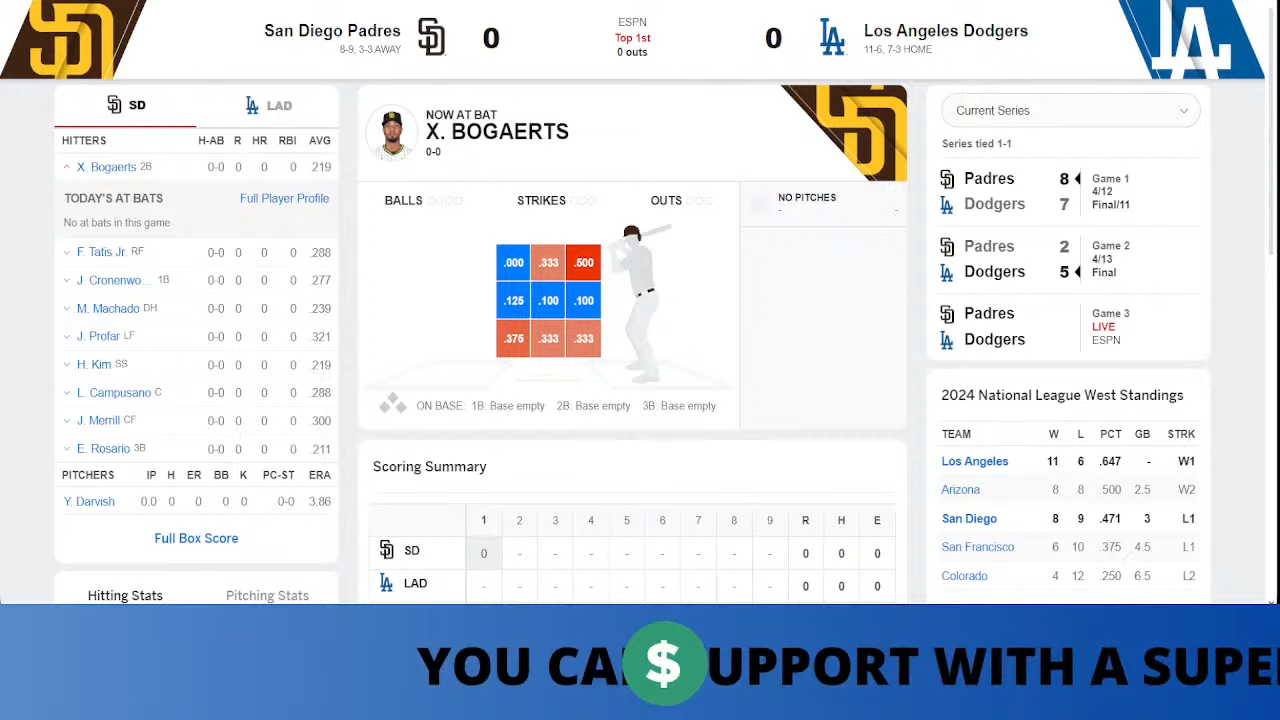 San Diego Padres
8-9, 3-3 AWAY
0
ESPN
Top 1st
0 outs
0
Los Angeles Dodgers
11-6, 7-3 HOME
SD
LAD
HITTERS H-AB R HR RBI AVG
X. Bogaerts 2B 0-0 0 0 0 .219
TODAY'S AT BATS Full Player Profile
No at bats in this game
F. Tatis Jr. RF 0-0 0 0 0 .288
J. Cronenwo... 1B 0-0 0 0 0 .277
M. Machado DH 0-0 0 0 0 .239
J. Profar LF 0-0 0 0 0 .321
H. Kim SS 0-0 0 0 0 .219
L. Campusano C 0-0 0 0 0 .288
J. Merrill CF 0-0 0 0 0 .300
E. Rosario 3B 0-0 0 0 0 .211
PITCHERS IP H ER BB K PC-ST ERA
Y. Darvish 0.0 0 0 0 0 0-0 3.86
Full Box Score
Hitting Stats Pitching Stats
NOW AT BAT
X. BOGAERTS
0-0
BALLS STRIKES OUTS
.000 .333 .500
.125 .100 .100
.375 .333 .333
ON BASE: 1B: Base empty 2B: Base empty 3B: Base empty
NO PITCHES
- -
Scoring Summary
1 2 3 4 5 6 7 8 9 R H E
SD 0 - - - - - - - - 0 0 0
LAD - - - - - - - - - 0 0 0
Current Series
Series tied 1-1
Padres 8 Game 1
4/12
Dodgers 7 Final/11
Padres 2 Game 2
4/13
Dodgers 5 Final
Padres Game 3
LIVE
Dodgers ESPN
2024 National League West Standings
TEAM W L PCT GB STRK
Los Angeles 11 6 .647 - W1
Arizona 8 8 .500 2.5 W2
San Diego 8 9 .471 3 L1
San Francisco 6 10 .375 4.5 L1
Colorado 4 12 .250 6.5 L2
YOU CA $ UPPORT WITH A SUPE